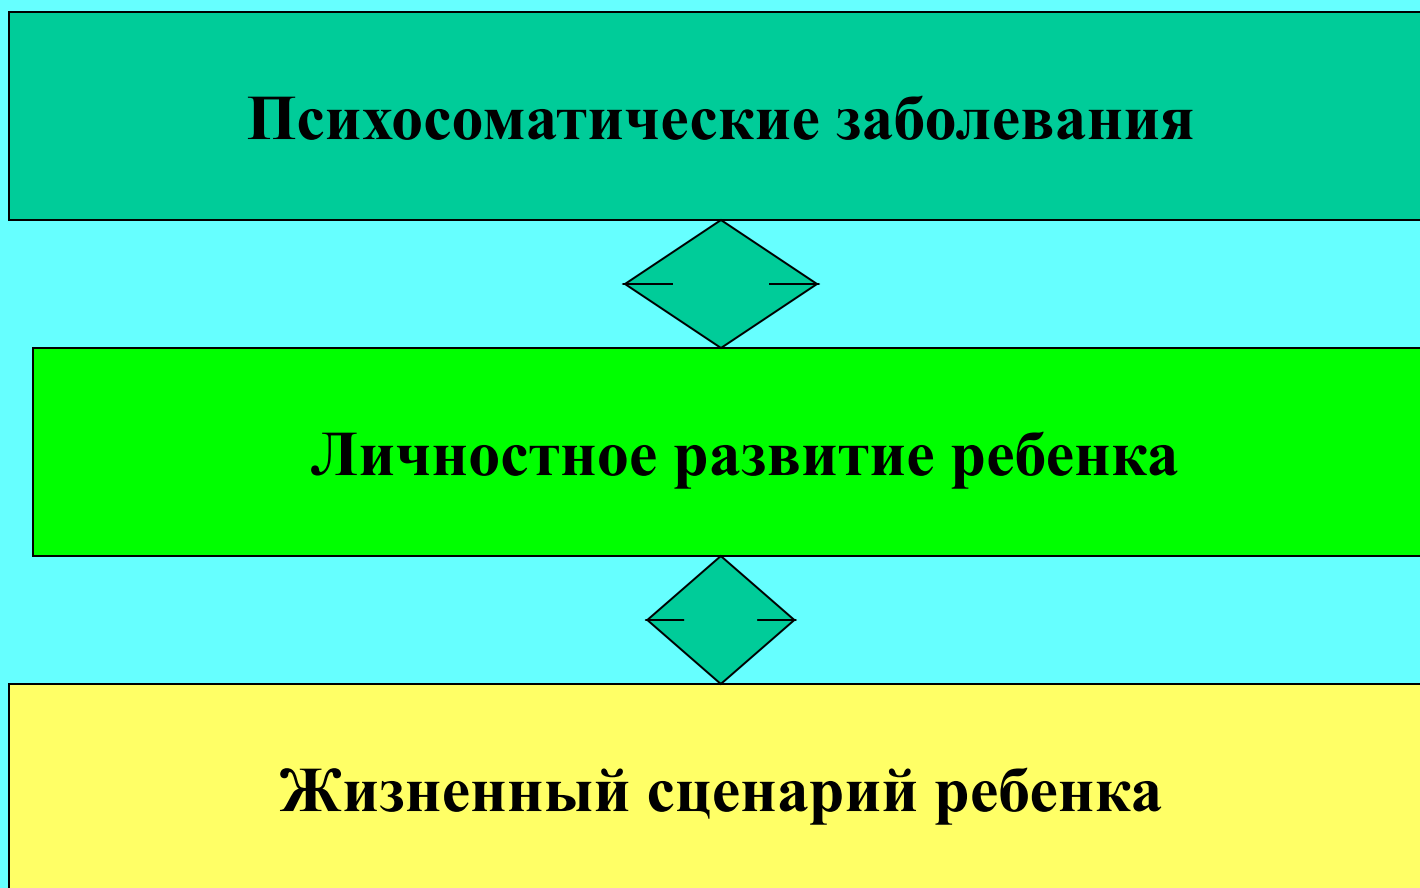 Психосоматические заболевания
Личностное развитие ребенка
Жизненный сценарий ребенка